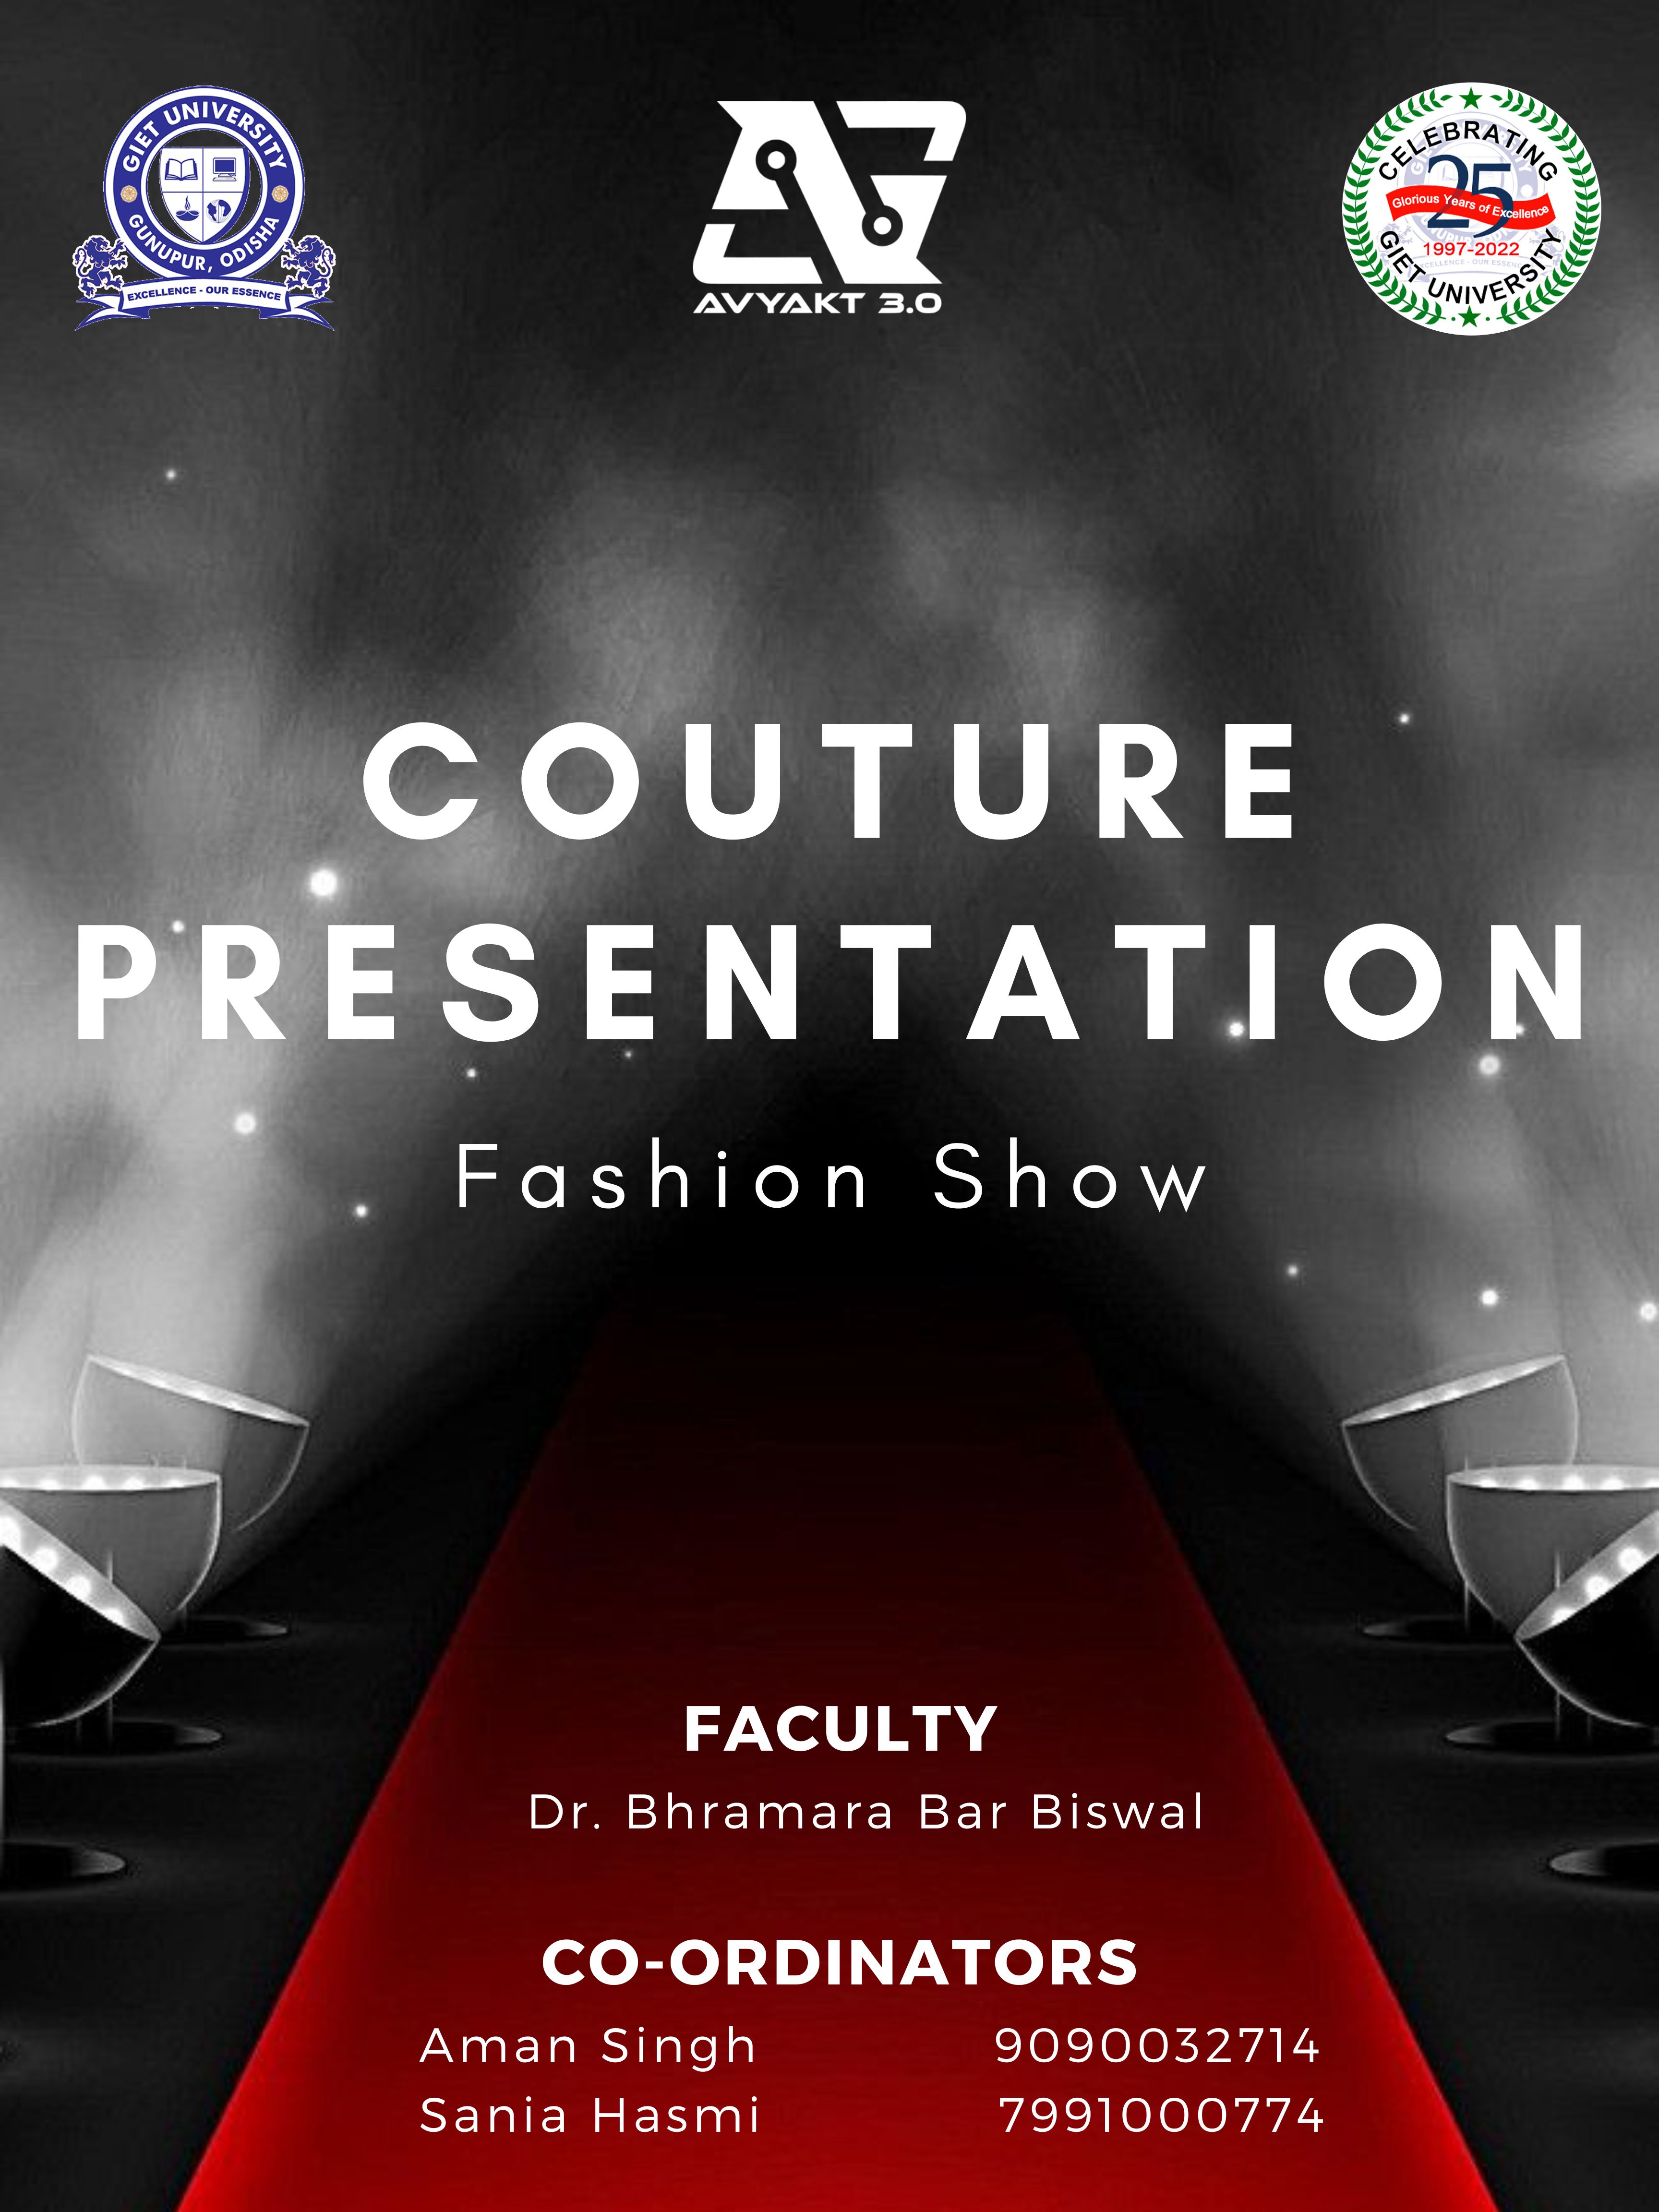 GIET UNIVERSITY
GUNUPUR, ODISHA
EXCELLENCE - OUR ESSENCE
AVYAKT 3.0
CELEBRATING
25
Glorious Years of Excellence
1997-2022
GIET UNIVERSITY
COUTURE
PRESENTATION
Fashion Show
FACULTY
Dr. Bhramara Bar Biswal
CO-ORDINATORS
Aman Singh 9090032714
Sania Hasmi 7991000774